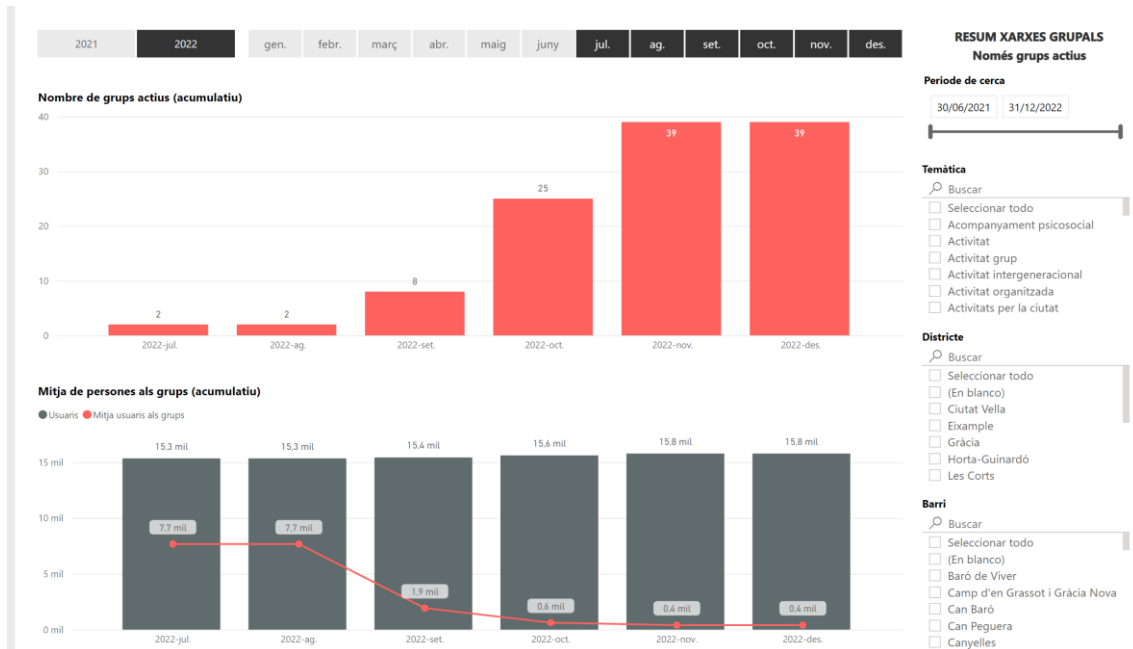 2021 2022 gen. febr. març abr. maig juny jul. ag. set. oct. nov. des.
Nombre de grups actius (acumulatiu)
40
30
20
10
0
2 2 8 25 39 39
2022-jul. 2022-ag. 2022-set. 2022-oct. 2022-nov. 2022-des.
Mitja de persones als grups (acumulatiu)
Usuaris Mitja usuaris als grups
15,3 mil 15,3 mil 15,4 mil 15,6 mil 15,8 mil 15,8 mil
15 mil
10 mil
5 mil
0 mil
7,7 mil 7,7 mil 1,9 mil 0,6 mil 0,4 mil 0,4 mil
2022-jul. 2022-ag. 2022-set. 2022-oct. 2022-nov. 2022-des.
RESUM XARXES GRUPALS
Només grups actius
Periode de cerca
30/06/2021 31/12/2022
Temàtica
Buscar
Seleccionar todo
Acompanyament psicosocial
Activitat
Activitat grup
Activitat intergeneracional
Activitat organitzada
Activitats per la ciutat
Districte
Buscar
Seleccionar todo
(En blanco)
Ciutat Vella
Eixample
Gràcia
Horta-Guinardó
Les Corts
Barri
Buscar
Seleccionar todo
(En blanco)
Baró de Viver
Camp d'en Grassot i Gràcia Nova
Can Baró
Can Peguera
Canyelles